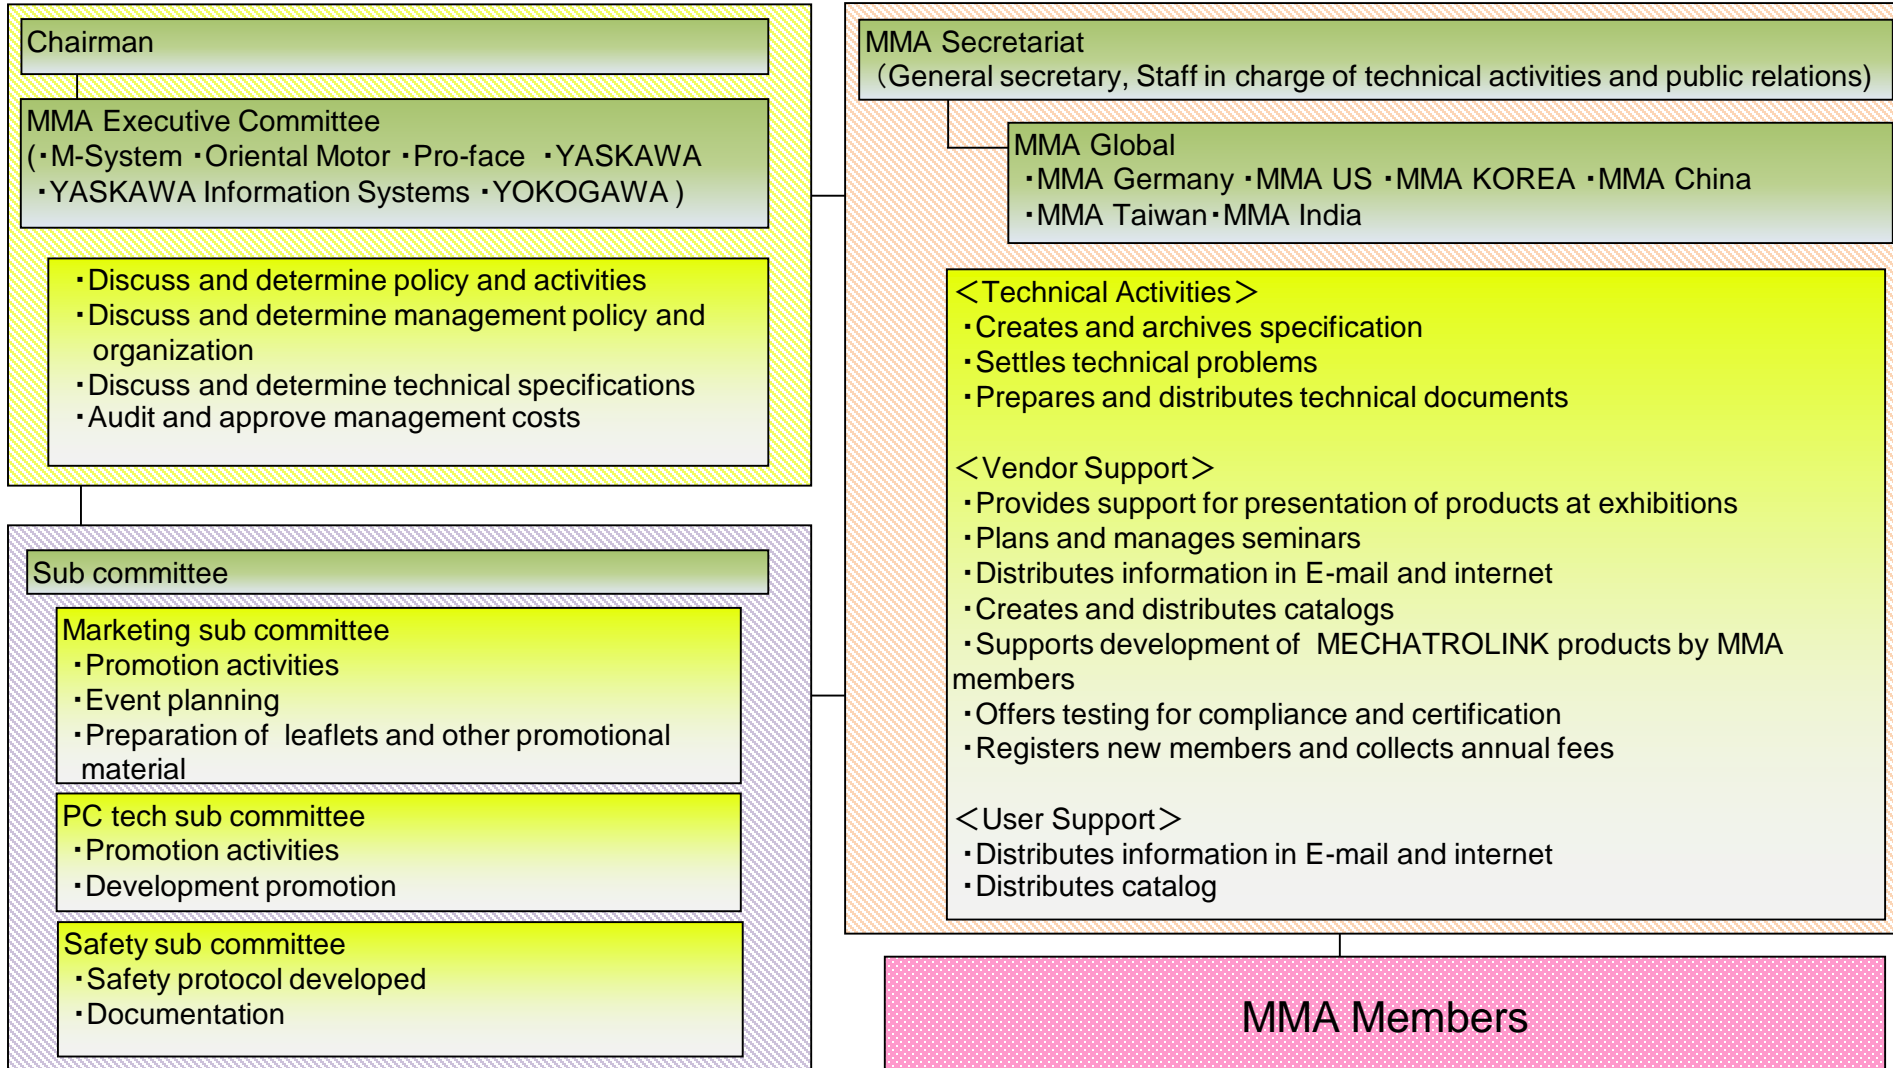 Chairman
MMA Executive Committee
(・M-System ・Oriental Motor ・Pro-face ・YASKAWA
・YASKAWA Information Systems ・YOKOGAWA )
・Discuss and determine policy and activities
・Discuss and determine management policy and
organization
・Discuss and determine technical specifications
・Audit and approve management costs
Sub committee
Marketing sub committee
・Promotion activities
・Event planning
・Preparation of leaflets and other promotional
material
PC tech sub committee
・Promotion activities
・Development promotion
Safety sub committee
・Safety protocol developed
・Documentation
MMA Secretariat
（General secretary, Staff in charge of technical activities and public relations)
MMA Global
・MMA Germany ・MMA US ・MMA KOREA ・MMA China
・MMA Taiwan・MMA India
＜Technical Activities＞
・Creates and archives specification
・Settles technical problems
・Prepares and distributes technical documents
＜Vendor Support＞
・Provides support for presentation of products at exhibitions
・Plans and manages seminars
・Distributes information in E-mail and internet
・Creates and distributes catalogs
・Supports development of MECHATROLINK products by MMA
members
・Offers testing for compliance and certification
・Registers new members and collects annual fees
＜User Support＞
・Distributes information in E-mail and internet
・Distributes catalog
MMA Members